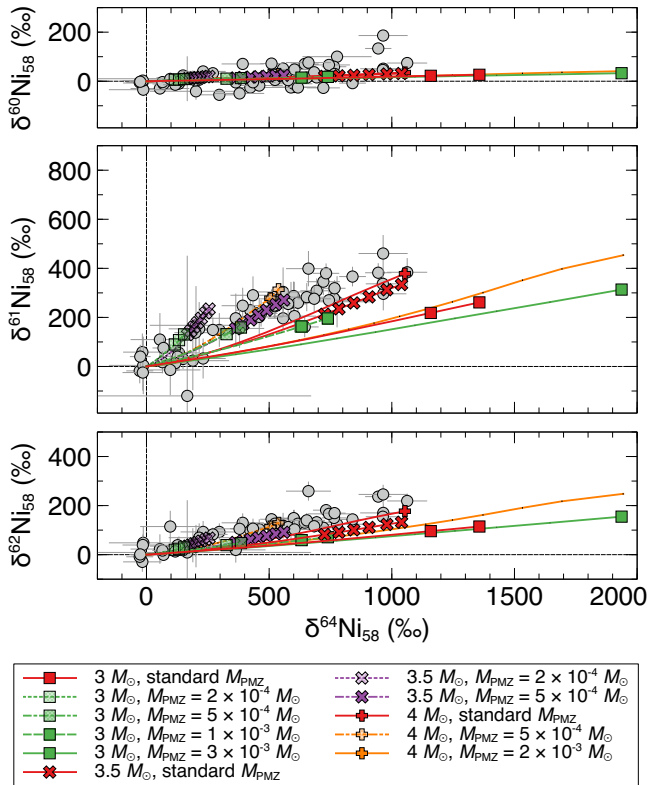 δ⁶⁰Ni₅₈ (‰)
200
0
δ⁶¹Ni₅₈ (‰)
800
600
400
200
0
δ⁶²Ni₅₈ (‰)
400
200
0
0 500 1000 1500 2000
δ⁶⁴Ni₅₈ (‰)
3 M☉, standard M_PMZ
3 M☉, M_PMZ = 2 × 10⁻⁴ M☉
3 M☉, M_PMZ = 5 × 10⁻⁴ M☉
3 M☉, M_PMZ = 1 × 10⁻³ M☉
3 M☉, M_PMZ = 3 × 10⁻³ M☉
3.5 M☉, standard M_PMZ
3.5 M☉, M_PMZ = 2 × 10⁻⁴ M☉
3.5 M☉, M_PMZ = 5 × 10⁻⁴ M☉
4 M☉, standard M_PMZ
4 M☉, M_PMZ = 5 × 10⁻⁴ M☉
4 M☉, M_PMZ = 2 × 10⁻³ M☉